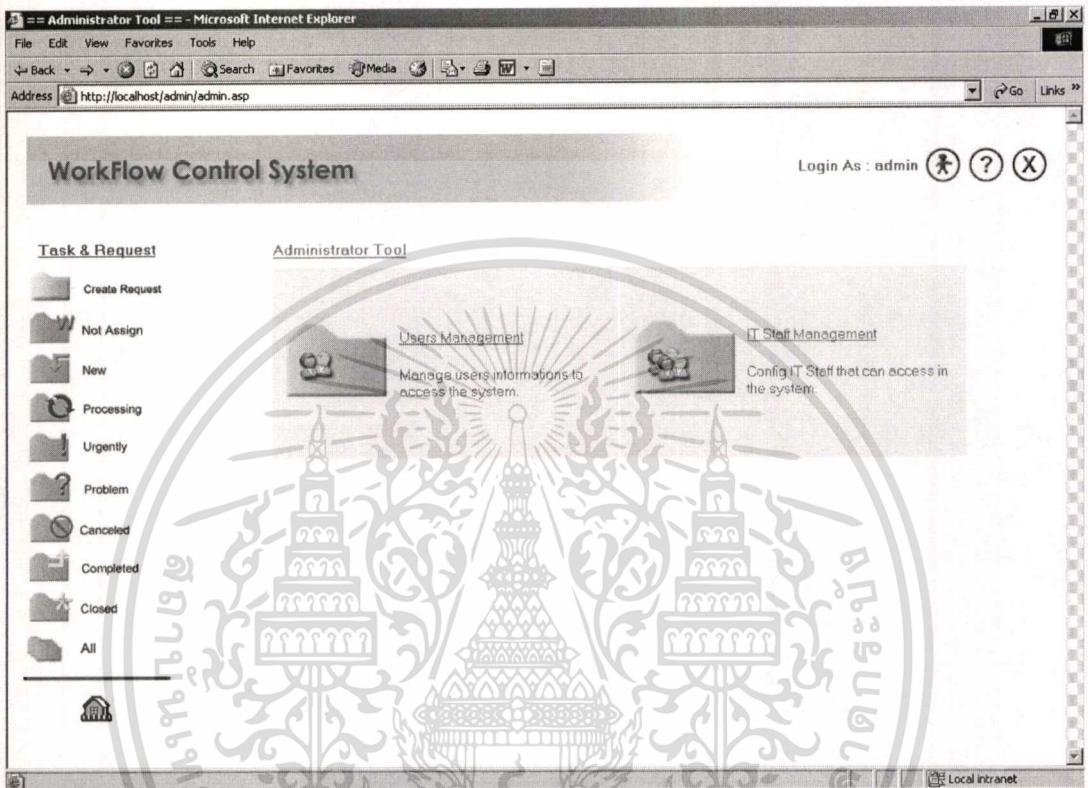 == Administrator Tool == - Microsoft Internet Explorer
File Edit View Favorites Tools Help
Back Search Favorites Media
Address http://localhost/admin/admin.asp Go Links »
WorkFlow Control System
Login As : admin ? X
Task & Request
Create Request
Not Assign
New
Processing
Urgently
Problem
Canceled
Completed
Closed
All
Administrator Tool
Users Management
Manage users informations to
access the system.
IT Staff Management
Config IT Staff that can access in
the system.
Local intranet